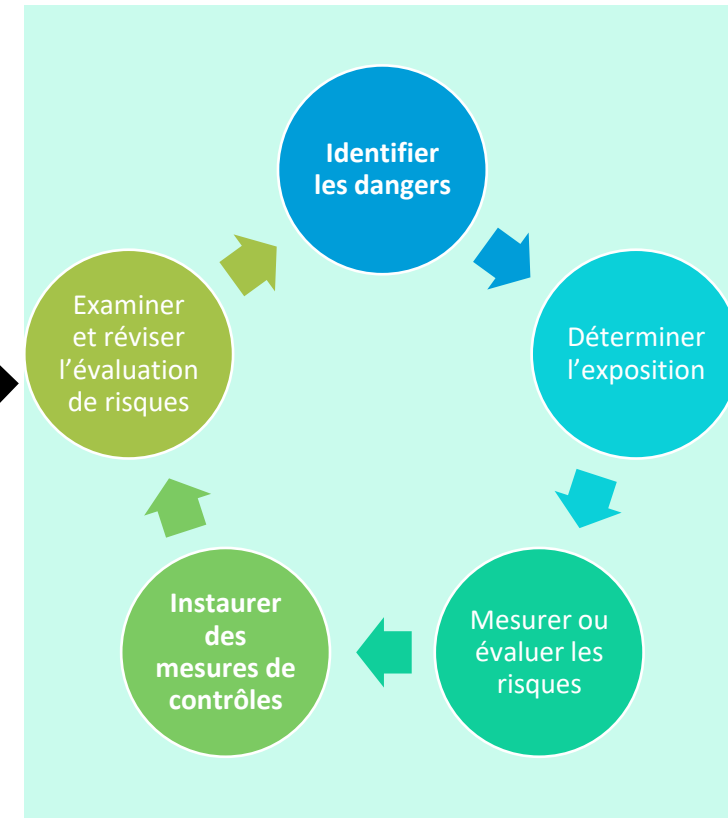 Identifier
les dangers
Déterminer
l’exposition
Mesurer ou
évaluer les
risques
Instaurer
des
mesures de
contrôles
Examiner
et réviser
l’évaluation
de risques